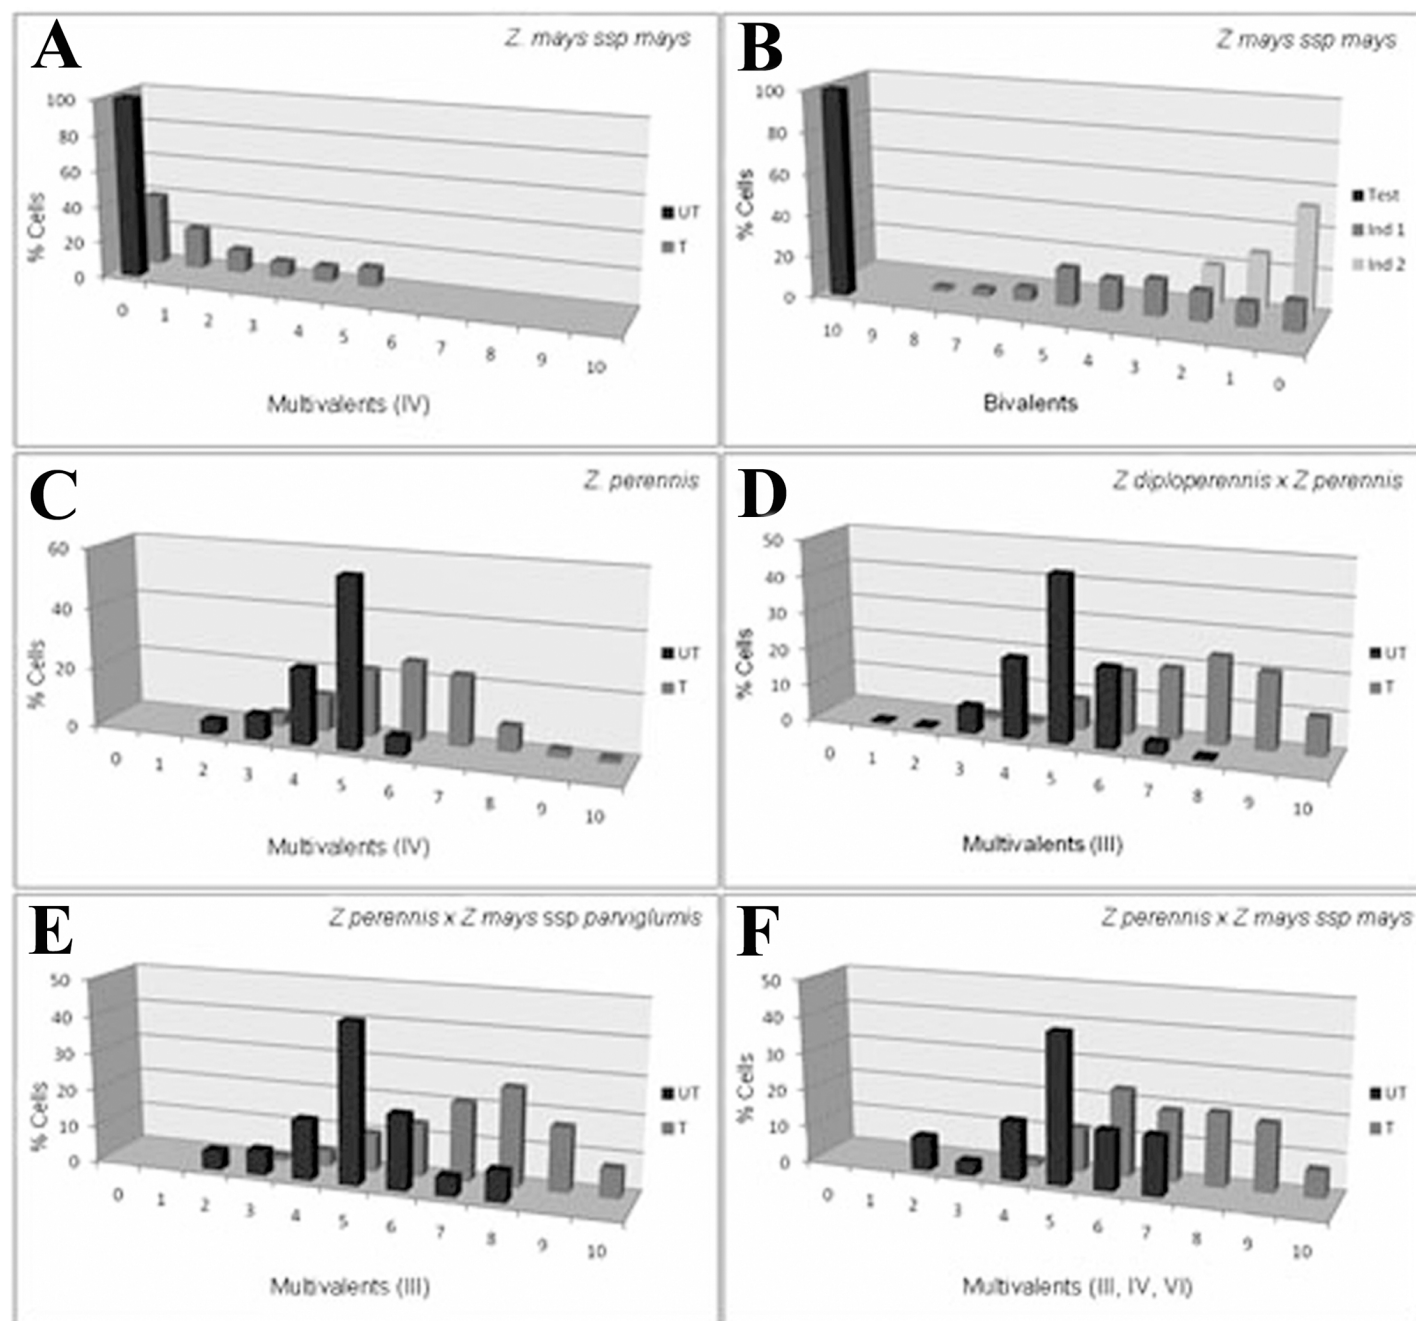 A
Z. mays ssp mays
% Cells
100
80
60
40
20
0
0 1 2 3 4 5 6 7 8 9 10
Multivalents (IV)
UT
T
B
Z mays ssp mays
% Cells
100
80
60
40
20
0
10 9 8 7 6 5 4 3 2 1 0
Bivalents
Test
Ind 1
Ind 2
C
Z. perennis
% Cells
60
40
20
0
0 1 2 3 4 5 6 7 8 9 10
Multivalents (IV)
UT
T
D
Z diploperennis x Z perennis
% Cells
50
40
30
20
10
0
0 1 2 3 4 5 6 7 8 9 10
Multivalents (III)
UT
T
E
Z perennis x Z mays ssp parviglumis
% Cells
50
40
30
20
10
0
0 1 2 3 4 5 6 7 8 9 10
Multivalents (III)
UT
T
F
Z perennis x Z mays ssp mays
% Cells
50
40
30
20
10
0
0 1 2 3 4 5 6 7 8 9 10
Multivalents (III, IV, VI)
UT
T